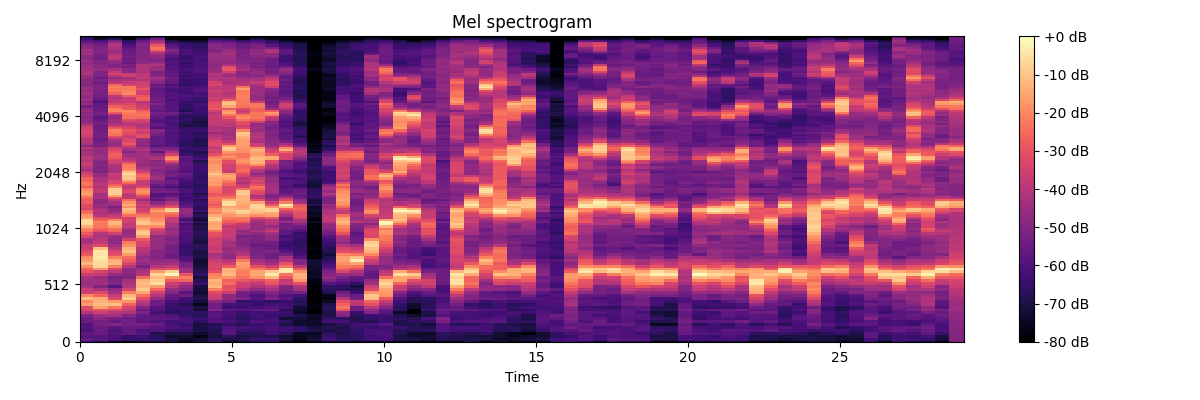 Mel spectrogram
8192
4096
2048
1024
512
0
Hz
0 5 10 15 20 25
Time
+0 dB
-10 dB
-20 dB
-30 dB
-40 dB
-50 dB
-60 dB
-70 dB
-80 dB